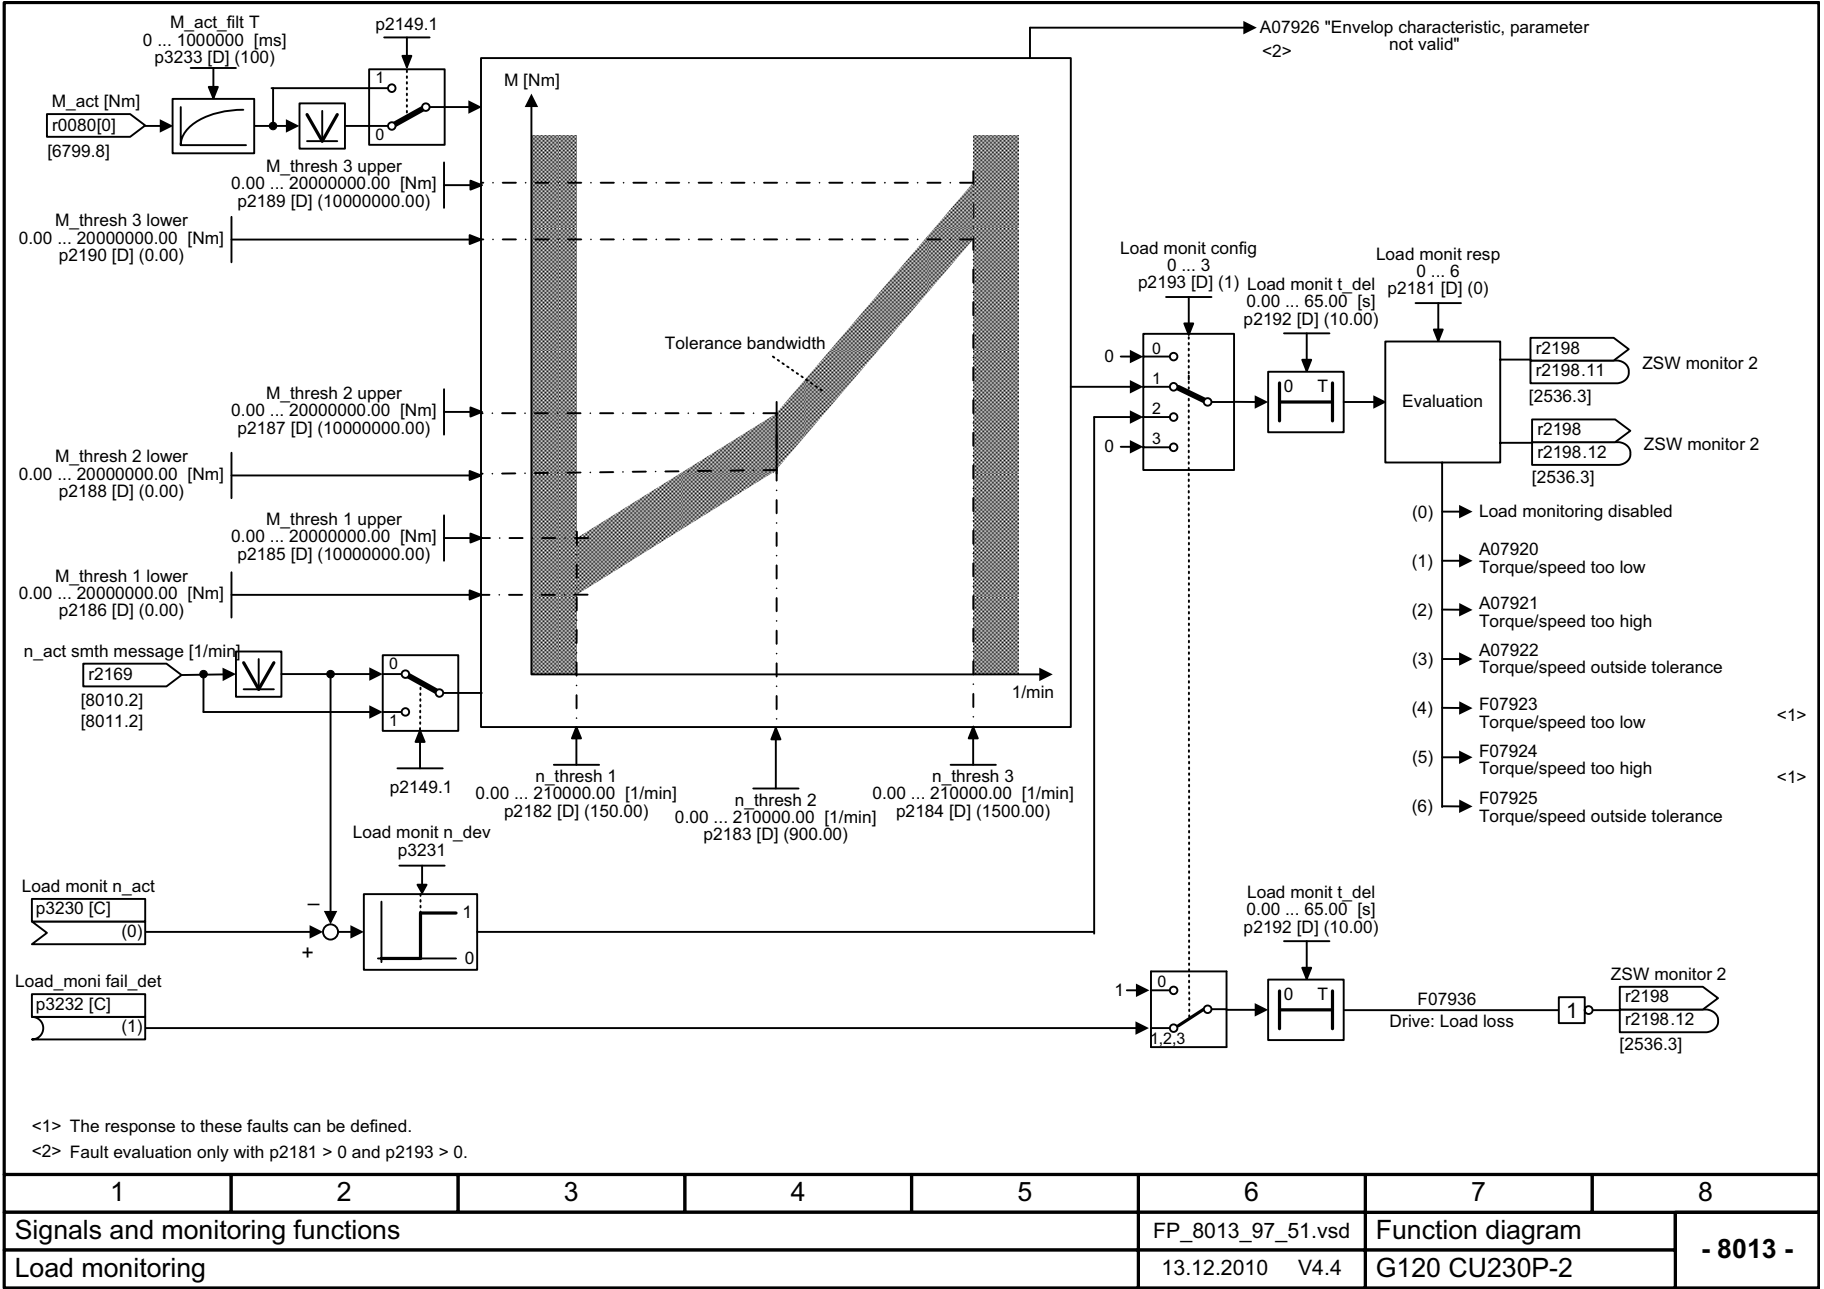 M_act_filt T
0 ... 1000000 [ms]
p3233 [D] (100)
p2149.1
1
0
M_act [Nm]
r0080[0]
[6799.8]
A07926 "Envelop characteristic, parameter
not valid"
<2>
M [Nm]
M_thresh 3 upper
0.00 ... 20000000.00 [Nm]
p2189 [D] (10000000.00)
M_thresh 3 lower
0.00 ... 20000000.00 [Nm]
p2190 [D] (0.00)
Tolerance bandwidth
M_thresh 2 upper
0.00 ... 20000000.00 [Nm]
p2187 [D] (10000000.00)
M_thresh 2 lower
0.00 ... 20000000.00 [Nm]
p2188 [D] (0.00)
M_thresh 1 upper
0.00 ... 20000000.00 [Nm]
p2185 [D] (10000000.00)
M_thresh 1 lower
0.00 ... 20000000.00 [Nm]
p2186 [D] (0.00)
n_act smth message [1/min]
r2169
[8010.2]
[8011.2]
0
1
p2149.1
1/min
n_thresh 1
0.00 ... 210000.00 [1/min]
p2182 [D] (150.00)
n_thresh 2
0.00 ... 210000.00 [1/min]
p2183 [D] (900.00)
n_thresh 3
0.00 ... 210000.00 [1/min]
p2184 [D] (1500.00)
Load monit config
0 ... 3
p2193 [D] (1)
0
0
1
2
0
3
Load monit t_del
0.00 ... 65.00 [s]
p2192 [D] (10.00)
0 T
Load monit resp
0 ... 6
p2181 [D] (0)
Evaluation
r2198
r2198.11
[2536.3]
ZSW monitor 2
r2198
r2198.12
[2536.3]
ZSW monitor 2
(0) Load monitoring disabled
(1) A07920
Torque/speed too low
(2) A07921
Torque/speed too high
(3) A07922
Torque/speed outside tolerance
(4) F07923
Torque/speed too low
<1>
(5) F07924
Torque/speed too high
<1>
(6) F07925
Torque/speed outside tolerance
Load monit n_dev
p3231
1
0
Load monit n_act
p3230 [C]
(0)
–
+
Load_moni fail_det
p3232 [C]
(1)
1
0
1,2,3
Load monit t_del
0.00 ... 65.00 [s]
p2192 [D] (10.00)
0 T
F07936
Drive: Load loss
1
ZSW monitor 2
r2198
r2198.12
[2536.3]
<1> The response to these faults can be defined.
<2> Fault evaluation only with p2181 > 0 and p2193 > 0.
1 2 3 4 5 6 7 8
Signals and monitoring functions
FP_8013_97_51.vsd
Function diagram
- 8013 -
Load monitoring
13.12.2010 V4.4
G120 CU230P-2